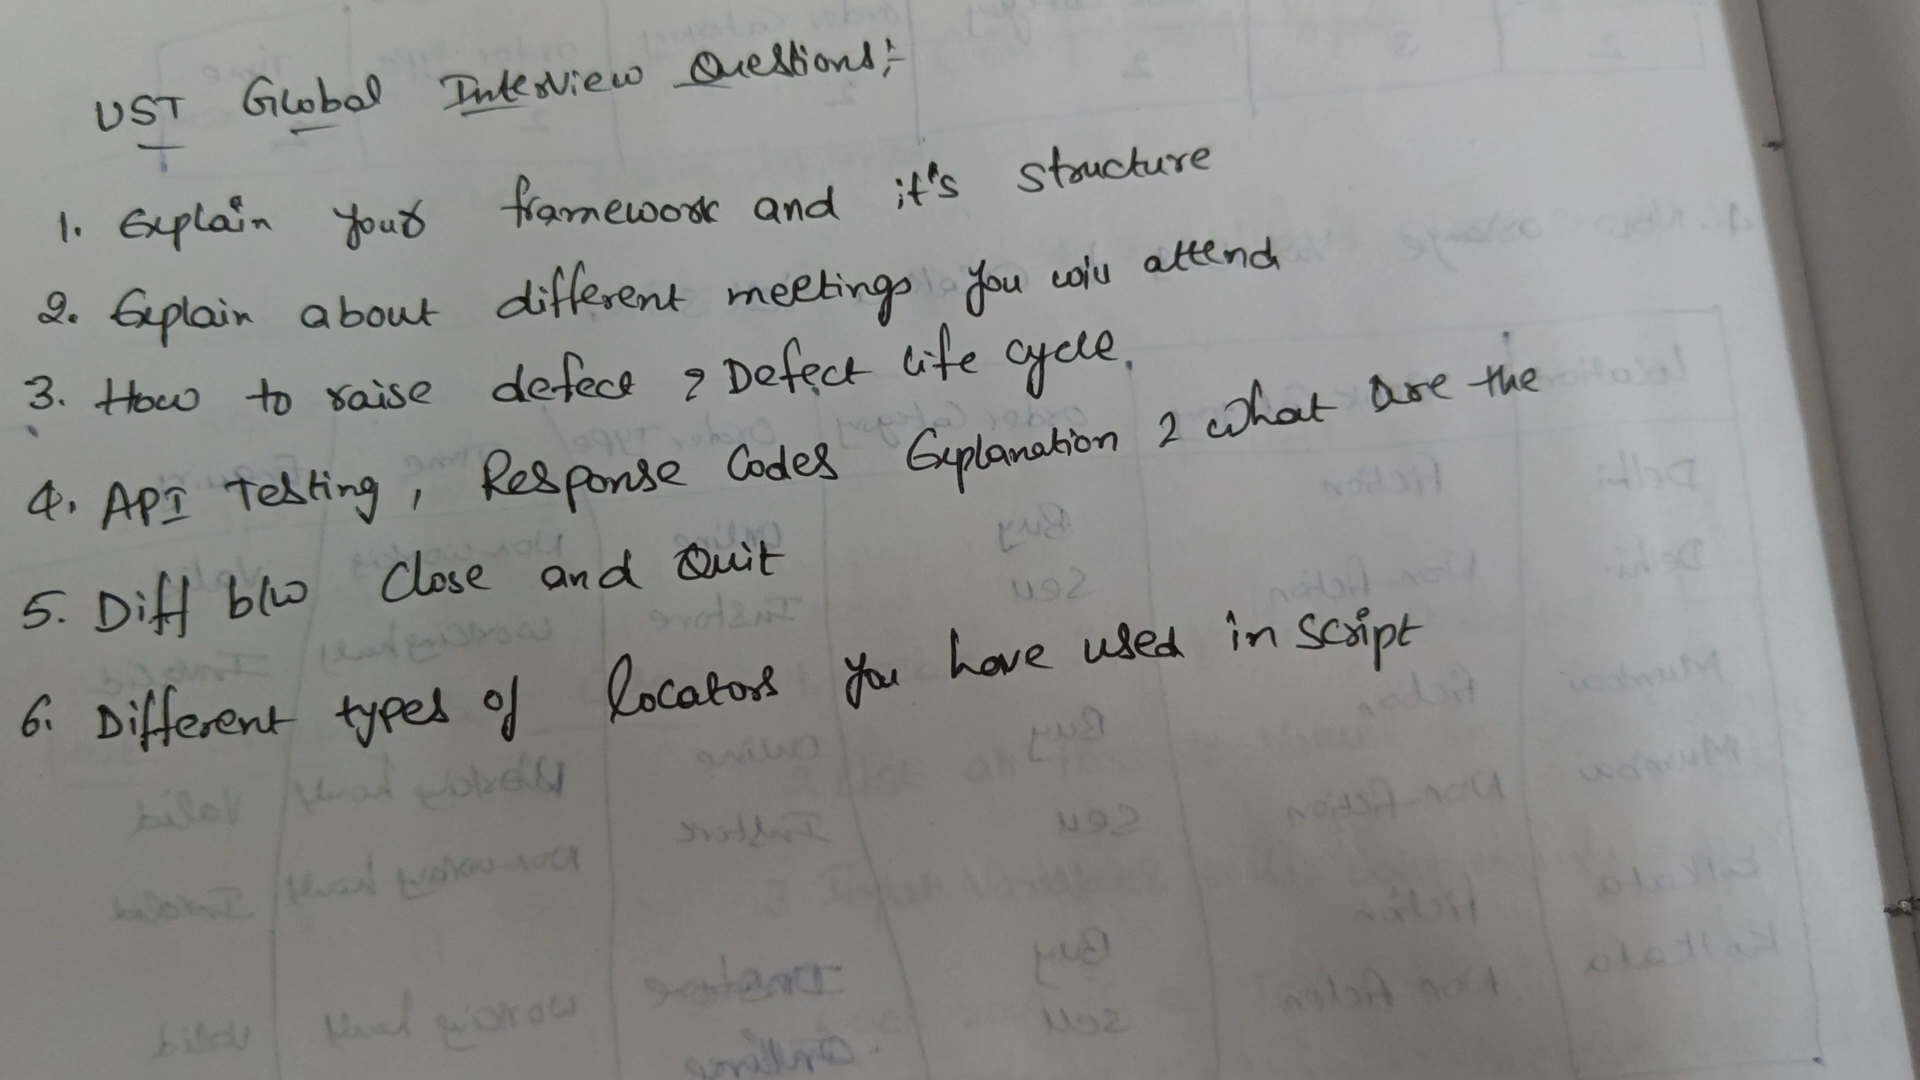 UST Global Interview Questions:-
1. Explain your framework and it's structure
2. Explain about different meetings you will attend
3. How to raise defect & Defect life cycle.
4. API Testing, Response Codes Explanation & what are the
5. Diff b/w Close and Quit
6. Different types of locators you have used in script